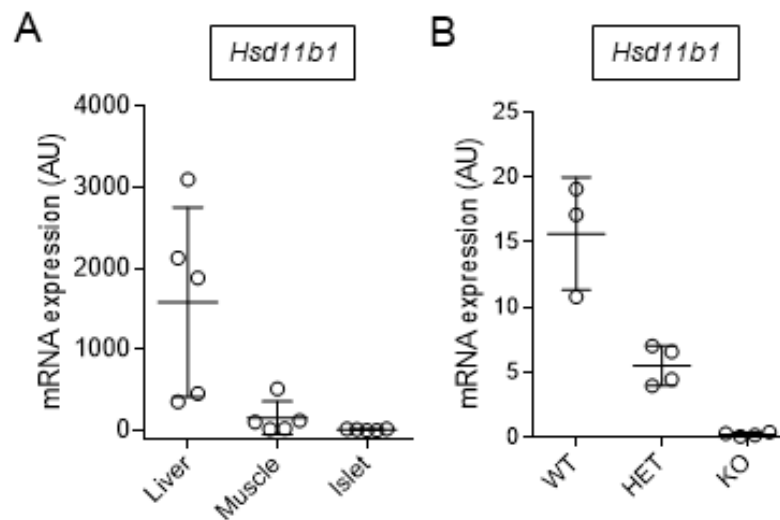 A
Hsd11b1
mRNA expression (AU)
4000
3000
2000
1000
0
Liver
Muscle
Islet
B
Hsd11b1
mRNA expression (AU)
25
20
15
10
5
0
WT
HET
KO